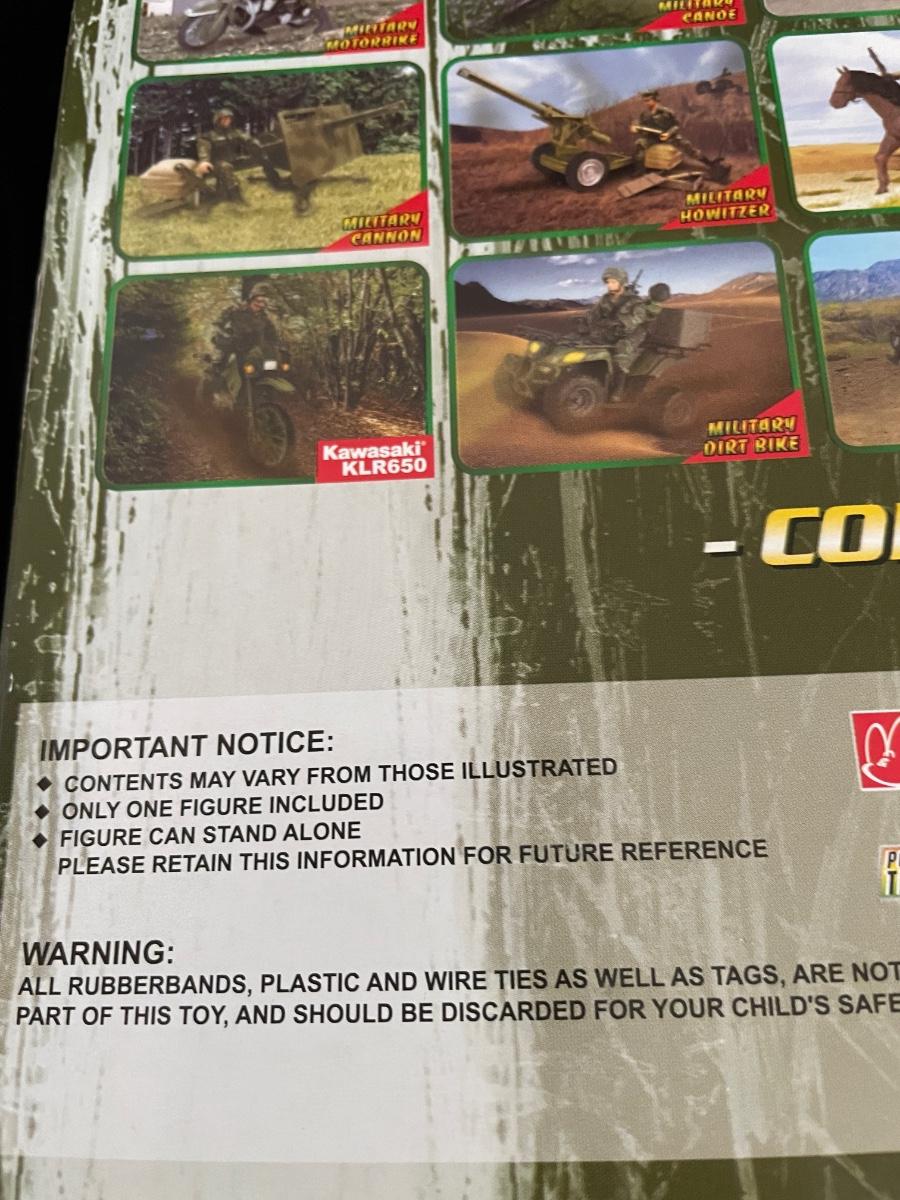 MILITARY
MOTORBIKE
MILITARY
CANOE
MILITARY
CANNON
MILITARY
HOWITZER
Kawasaki
KLR650
MILITARY
DIRT BIKE
- CO
IMPORTANT NOTICE:
◆ CONTENTS MAY VARY FROM THOSE ILLUSTRATED
◆ ONLY ONE FIGURE INCLUDED
◆ FIGURE CAN STAND ALONE
PLEASE RETAIN THIS INFORMATION FOR FUTURE REFERENCE
WARNING:
ALL RUBBERBANDS, PLASTIC AND WIRE TIES AS WELL AS TAGS, ARE NOT
PART OF THIS TOY, AND SHOULD BE DISCARDED FOR YOUR CHILD'S SAFE